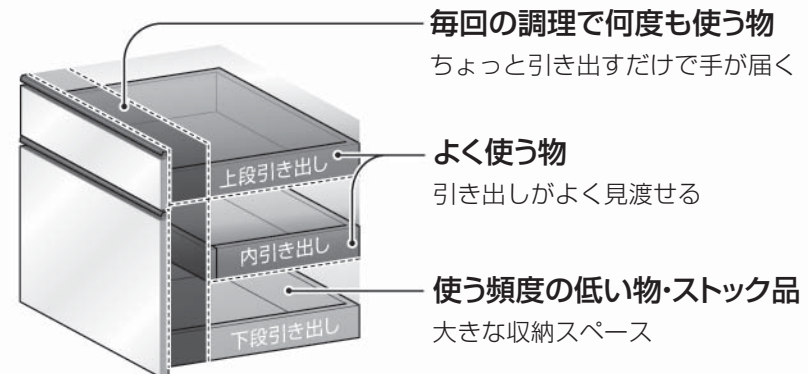 毎回の調理で何度も使う物
ちょっと引き出すだけで手が届く
上段引き出し
よく使う物
引き出しがよく見渡せる
内引き出し
使う頻度の低い物・ストック品
大きな収納スペース
下段引き出し